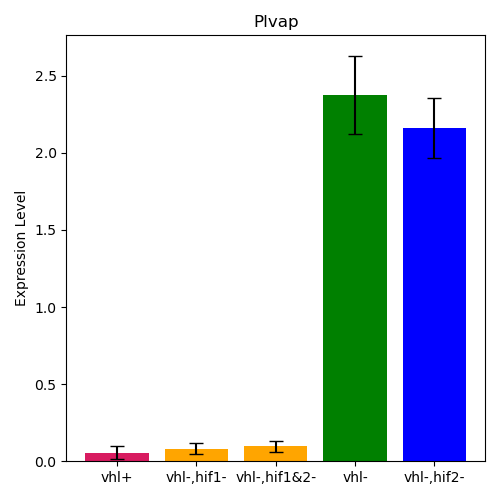 Plvap
Expression Level
2.5
2.0
1.5
1.0
0.5
0.0
vhl+
vhl-,hif1-
vhl-,hif1&2-
vhl-
vhl-,hif2-